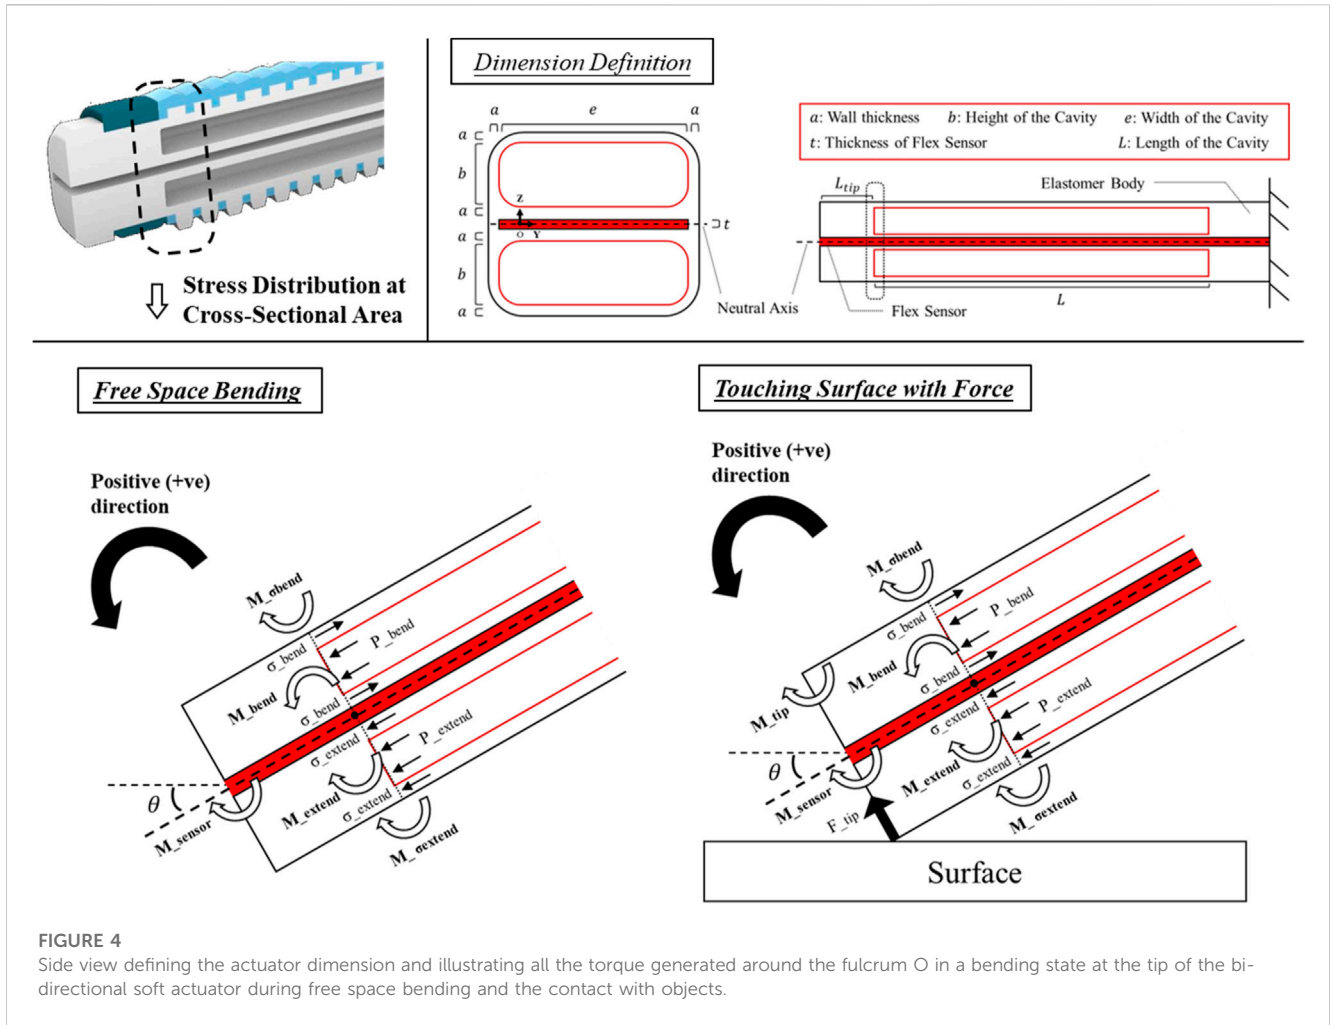 Dimension Definition
a
e
a
a
b
a
a
b
a
Z
O
Y
t
Neutral Axis
a: Wall thickness b: Height of the Cavity e: Width of the Cavity
t: Thickness of Flex Sensor L: Length of the Cavity
L_tip
Elastomer Body
L
Flex Sensor
Stress Distribution at
Cross-Sectional Area
Free Space Bending
Positive (+ve)
direction
M_σbend
σ_bend
P_bend
M_bend
σ_bend
σ_extend
P_extend
θ
M_sensor
M_extend
σ_extend
M_σextend
Touching Surface with Force
Positive (+ve)
direction
M_σbend
σ_bend
P_bend
M_bend
σ_bend
M_tip
σ_extend
P_extend
θ
M_sensor
M_extend
σ_extend
F_tip
M_σextend
Surface
FIGURE 4
Side view defining the actuator dimension and illustrating all the torque generated around the fulcrum O in a bending state at the tip of the bi-
directional soft actuator during free space bending and the contact with objects.